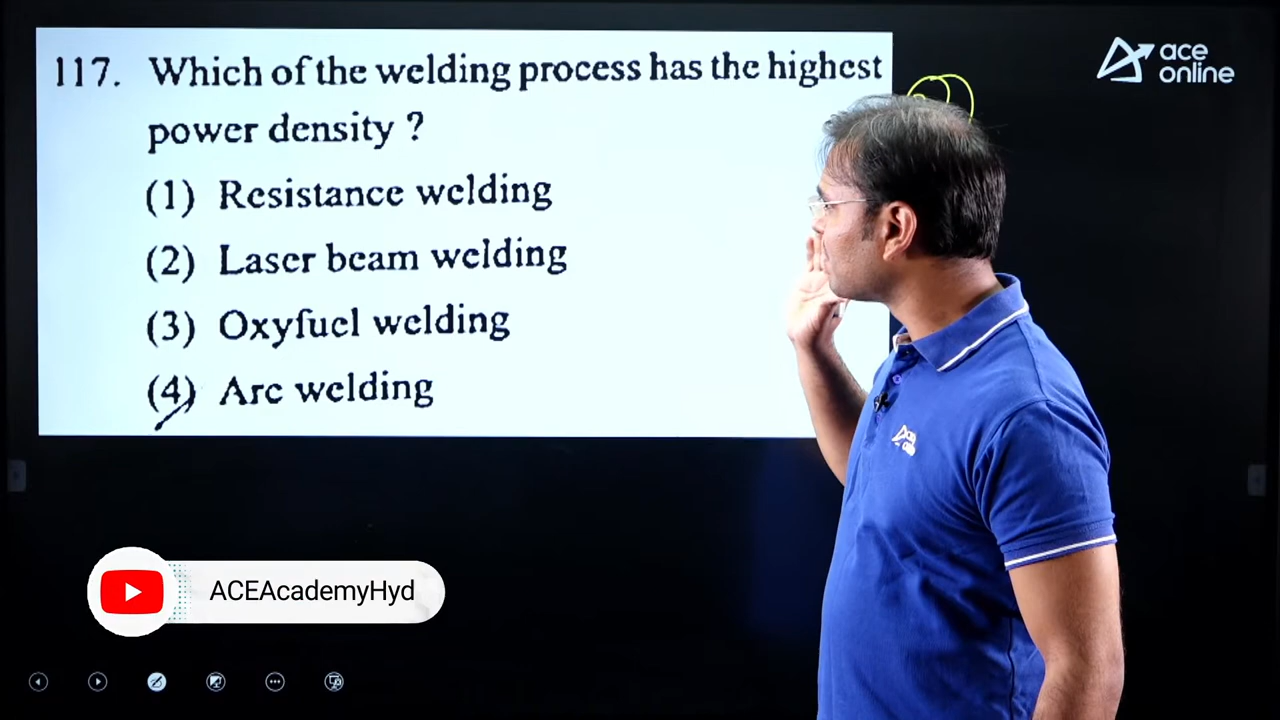 117. Which of the welding process has the highest
power density ?
(1) Resistance welding
(2) Laser beam welding
(3) Oxyfuel welding
(4) Arc welding
ace
online
ACEAcademyHyd